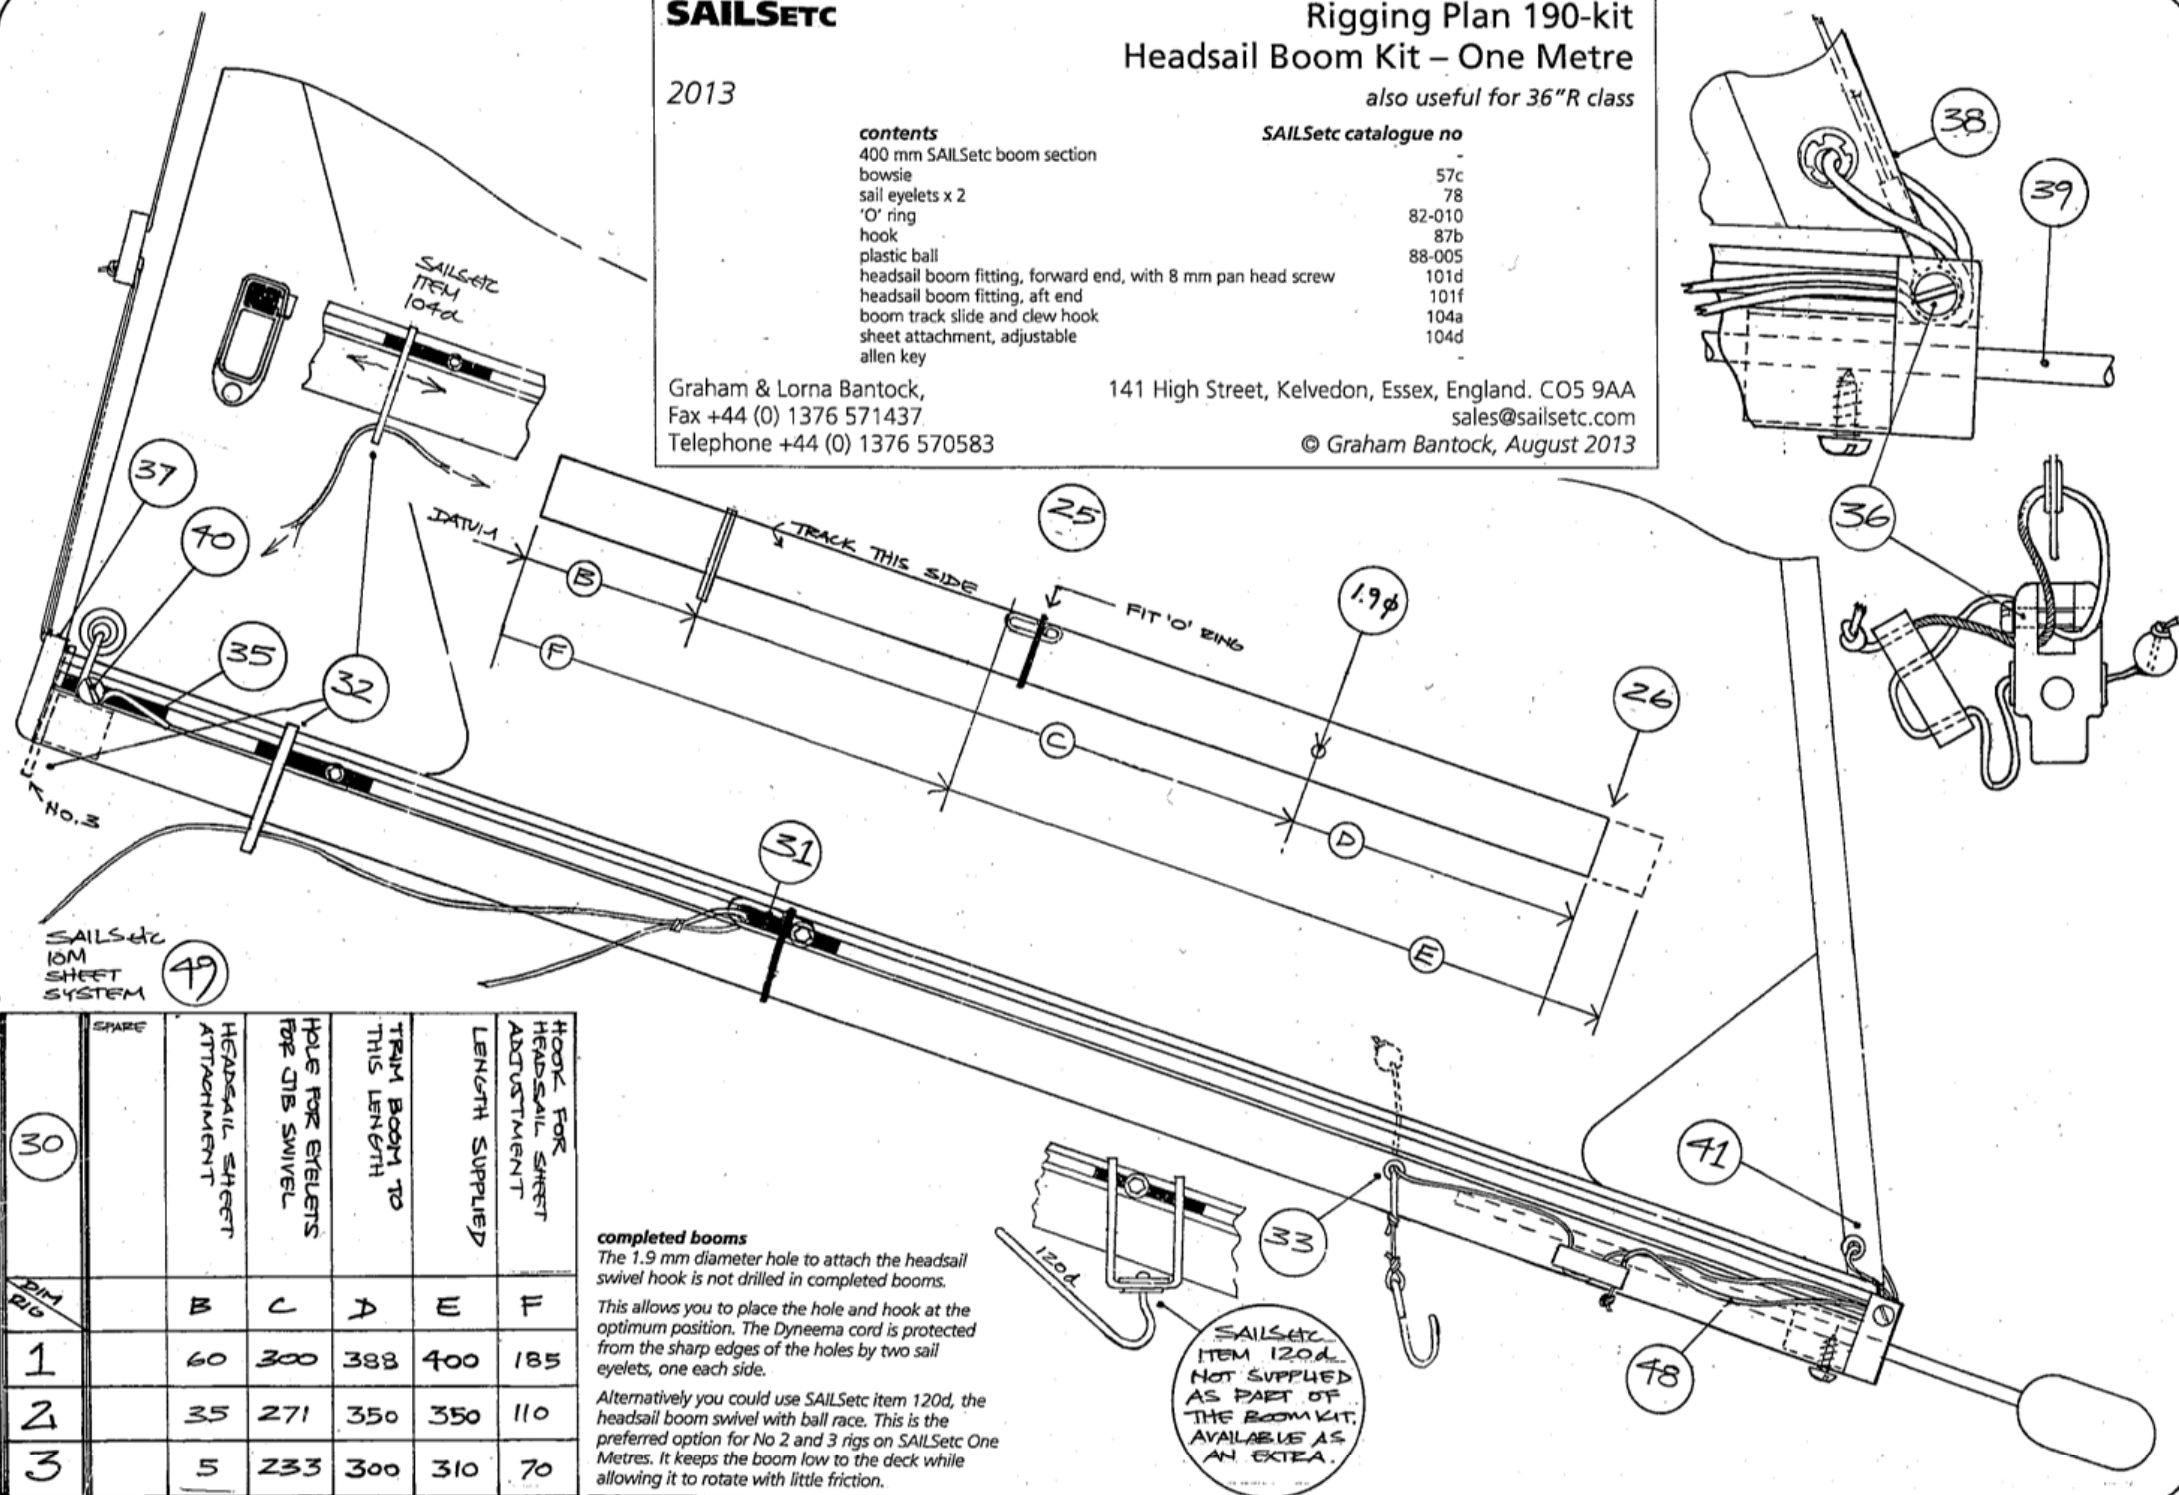 SAILSETC
Rigging Plan 190-kit
Headsail Boom Kit – One Metre
2013
also useful for 36"R class
contents SAILSetc catalogue no
400 mm SAILSetc boom section -
bowsie 57c
sail eyelets x 2 78
'O' ring 82-010
hook 87b
plastic ball 88-005
headsail boom fitting, forward end, with 8 mm pan head screw 101d
headsail boom fitting, aft end 101f
boom track slide and clew hook 104a
sheet attachment, adjustable 104d
allen key -
Graham & Lorna Bantock, 141 High Street, Kelvedon, Essex, England. CO5 9AA
Fax +44 (0) 1376 571437 sales@sailsetc.com
Telephone +44 (0) 1376 570583 © Graham Bantock, August 2013
38
39
36
SAILSETC
ITEM
104a
37
40
35
32
NO.3
DATUM
TRACK THIS SIDE
25
FIT 'O' RING
1.9φ
26
B
F
C
D
E
31
SAILSetc
10M
SHEET
SYSTEM
49
33
41
48
120d
SAILSetc
ITEM 120d
NOT SUPPLIED
AS PART OF
THE BOOM KIT.
AVAILABLE AS
AN EXTRA.
30
SPARE
HEADSAIL SHEET
ATTACHMENT
HOLE FOR EYELETS
FOR JIB SWIVEL
TRIM BOOM TO
THIS LENGTH
LENGTH SUPPLIED
HOOK FOR
HEADSAIL SHEET
ADJUSTMENT
DIM
RIG
B C D E F
1 60 300 388 400 185
2 35 271 350 350 110
3 5 233 300 310 70
completed booms
The 1.9 mm diameter hole to attach the headsail
swivel hook is not drilled in completed booms.
This allows you to place the hole and hook at the
optimum position. The Dyneema cord is protected
from the sharp edges of the holes by two sail
eyelets, one each side.
Alternatively you could use SAILSetc item 120d, the
headsail boom swivel with ball race. This is the
preferred option for No 2 and 3 rigs on SAILSetc One
Metres. It keeps the boom low to the deck while
allowing it to rotate with little friction.